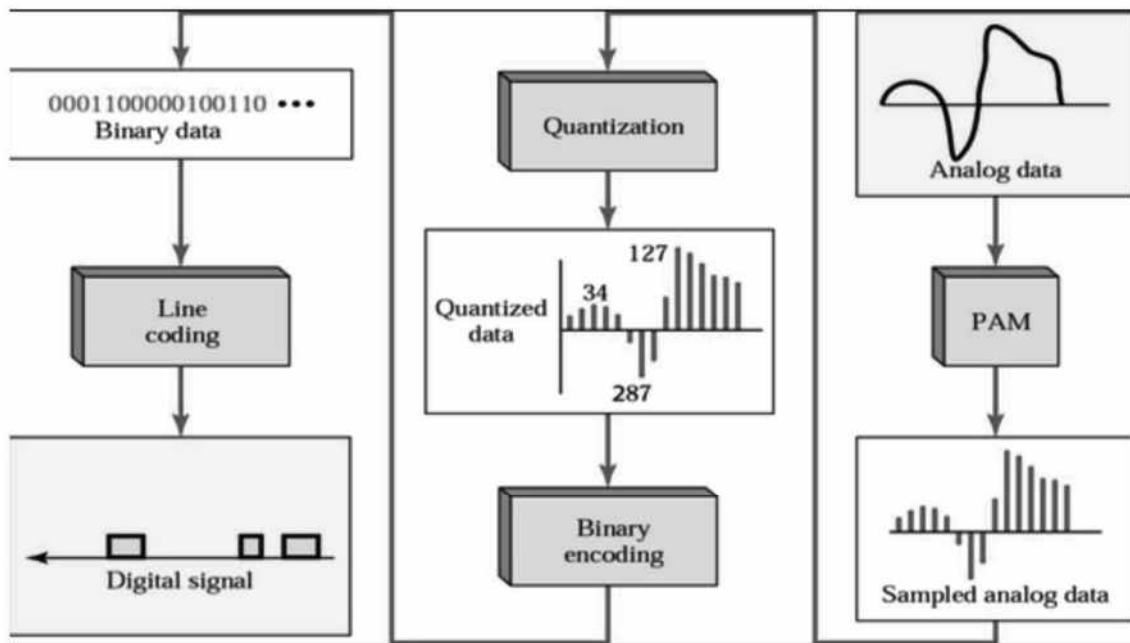 0001100000100110 •••
Binary data
Line
coding
Digital signal
Quantization
127
34
Quantized
data
287
Binary
encoding
Analog data
PAM
Sampled analog data